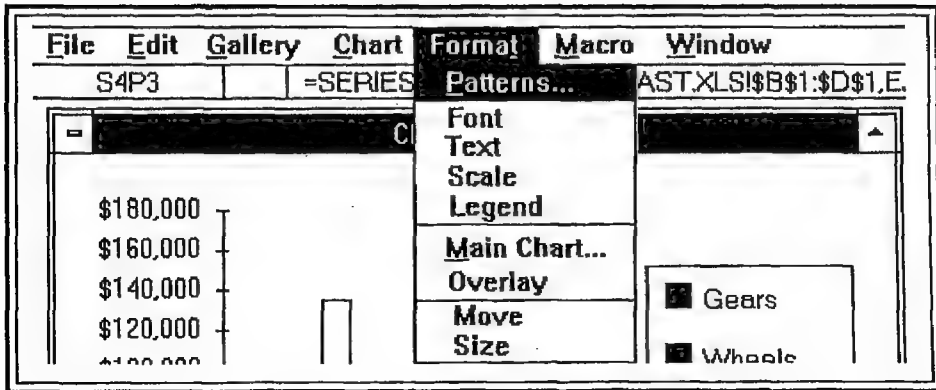 File Edit Gallery Chart Format Macro Window
S4P3 =SERIES AST.XLS!$B$1:$D$1,E
Patterns...
Font
Text
Scale
Legend
Main Chart...
Overlay
Move
Size
$180,000
$160,000
$140,000
$120,000
Gears
Wheels